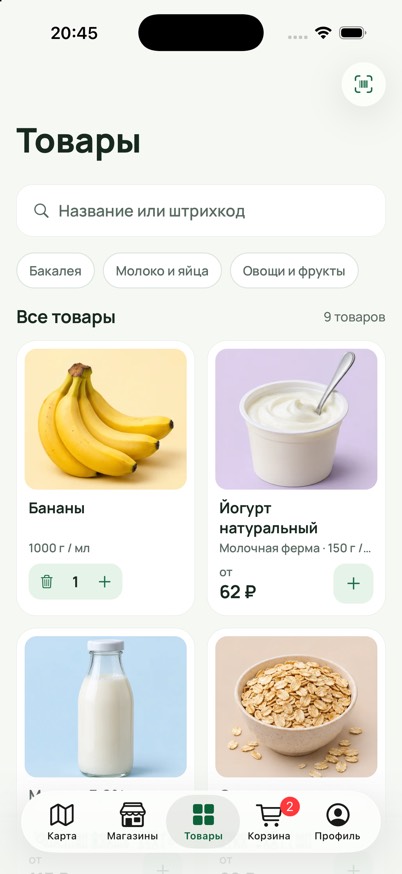 20:45
Товары
Название или штрихкод
Бакалея
Молоко и яйца
Овощи и фрукты
Все товары
9 товаров
Бананы
1000 г / мл
1
Йогурт
натуральный
Молочная ферма · 150 г /...
от
62 ₽
Карта
Магазины
Товары
Корзина
2
Профиль
от